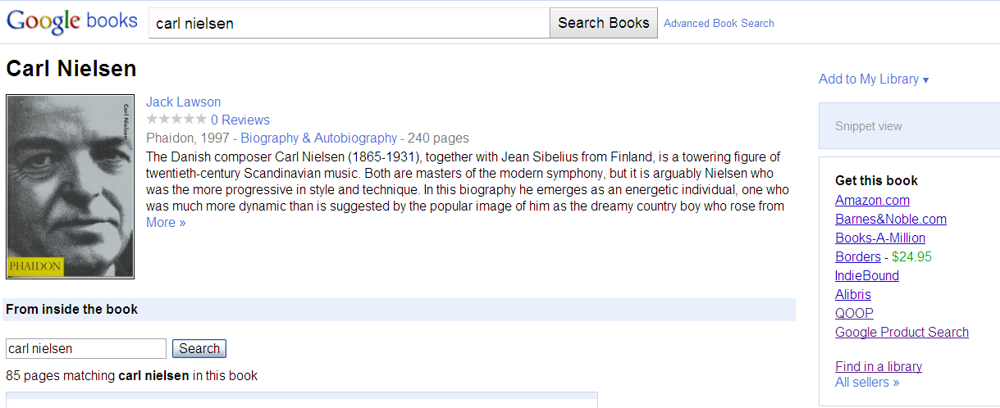 Google books
carl nielsen
Search Books
Advanced Book Search
Carl Nielsen
Carl Nielsen
PHAIDON
Jack Lawson
0 Reviews
Phaidon, 1997 - Biography & Autobiography - 240 pages
The Danish composer Carl Nielsen (1865-1931), together with Jean Sibelius from Finland, is a towering figure of
twentieth-century Scandinavian music. Both are masters of the modern symphony, but it is arguably Nielsen who
was the more progressive in style and technique. In this biography he emerges as an energetic individual, one who
was much more dynamic than is suggested by the popular image of him as the dreamy country boy who rose from
More »
From inside the book
carl nielsen
Search
85 pages matching carl nielsen in this book
Add to My Library ▼
Snippet view
Get this book
Amazon.com
Barnes&Noble.com
Books-A-Million
Borders - $24.95
IndieBound
Alibris
QOOP
Google Product Search
Find in a library
All sellers »